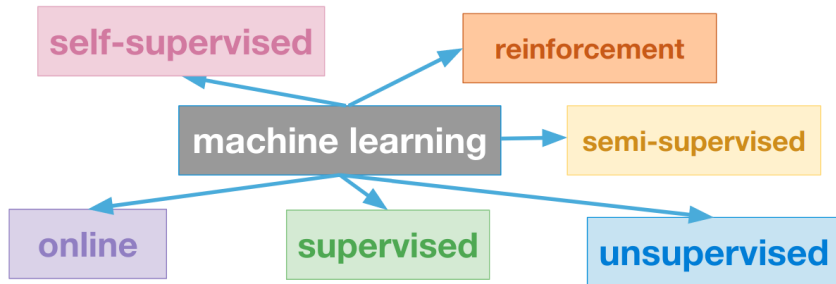 self-supervised
reinforcement
machine learning
semi-supervised
online
supervised
unsupervised